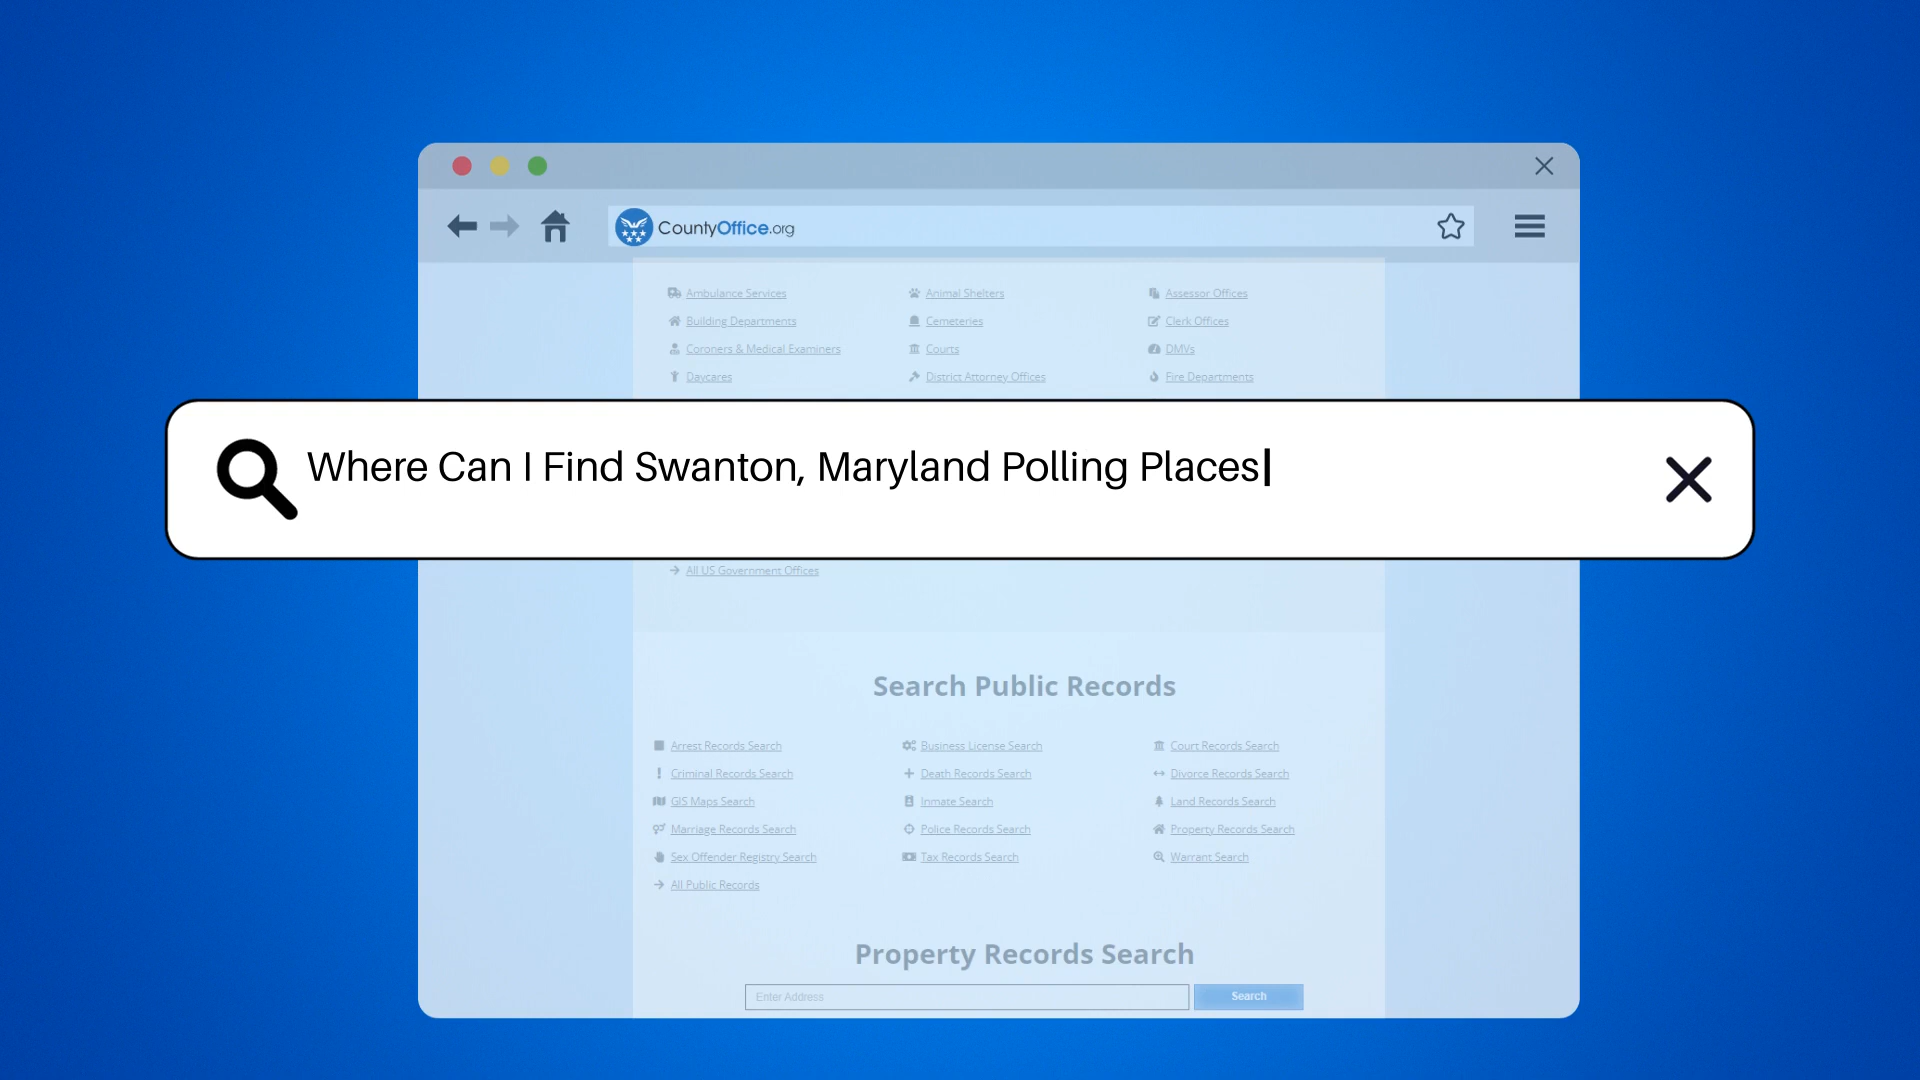 CountyOffice.org
Ambulance Services Animal Shelters Assessor Offices
Building Departments Cemeteries Clerk Offices
Coroners & Medical Examiners Courts DMVs
Daycares District Attorney Offices Fire Departments
Where Can I Find Swanton, Maryland Polling Places
All US Government Offices
Search Public Records
Arrest Records Search Business License Search Court Records Search
Criminal Records Search Death Records Search Divorce Records Search
GIS Maps Search Inmate Search Land Records Search
Marriage Records Search Police Records Search Property Records Search
Sex Offender Registry Search Tax Records Search Warrant Search
All Public Records
Property Records Search
Enter Address Search